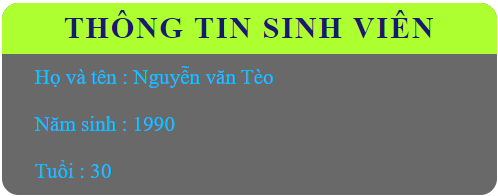 THÔNG TIN SINH VIÊN
Họ và tên : Nguyễn văn Tèo
Năm sinh : 1990
Tuổi : 30